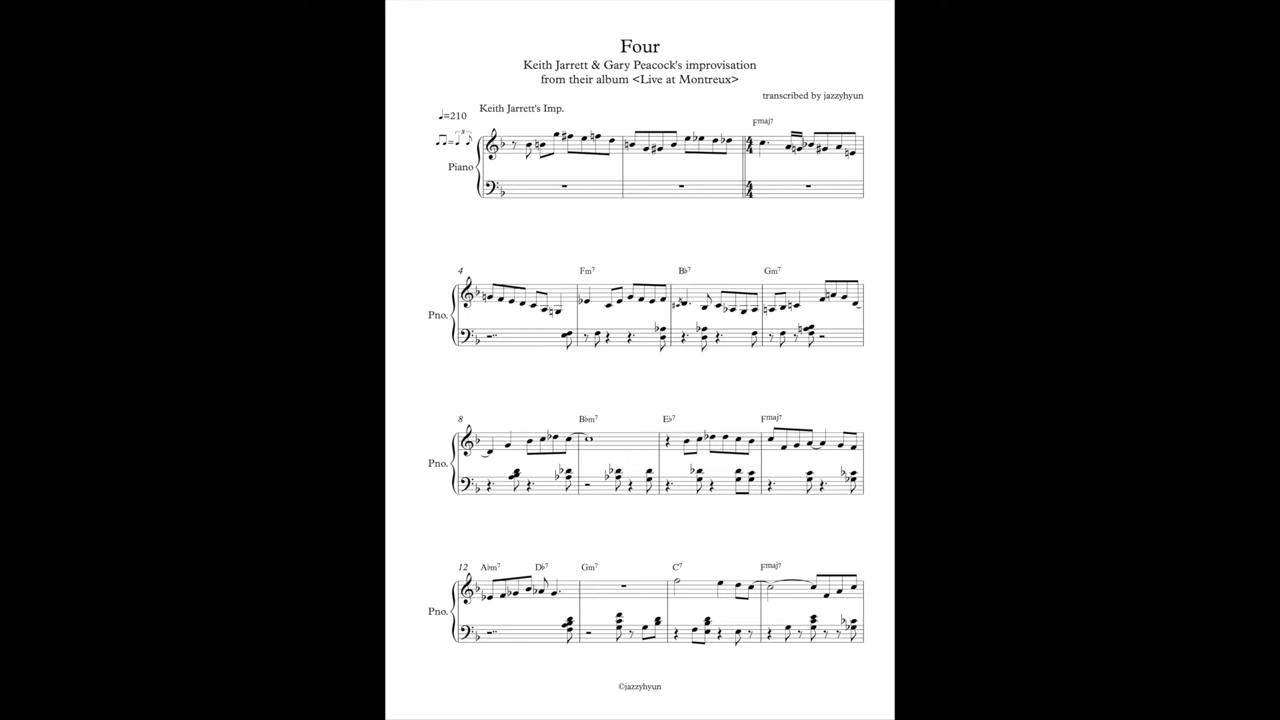 Four
Keith Jarrett & Gary Peacock's improvisation
from their album <Live at Montreux>
transcribed by jazzyhyun
Keith Jarrett's Imp.
♩=210
Fmaj7
3
Piano
4 Fm7 B♭7 Gm7
Pno.
8 B♭m7 E♭7 Fmaj7
Pno.
12 A♭m7 D♭7 Gm7 C7 Fmaj7
Pno.
©jazzyhyun